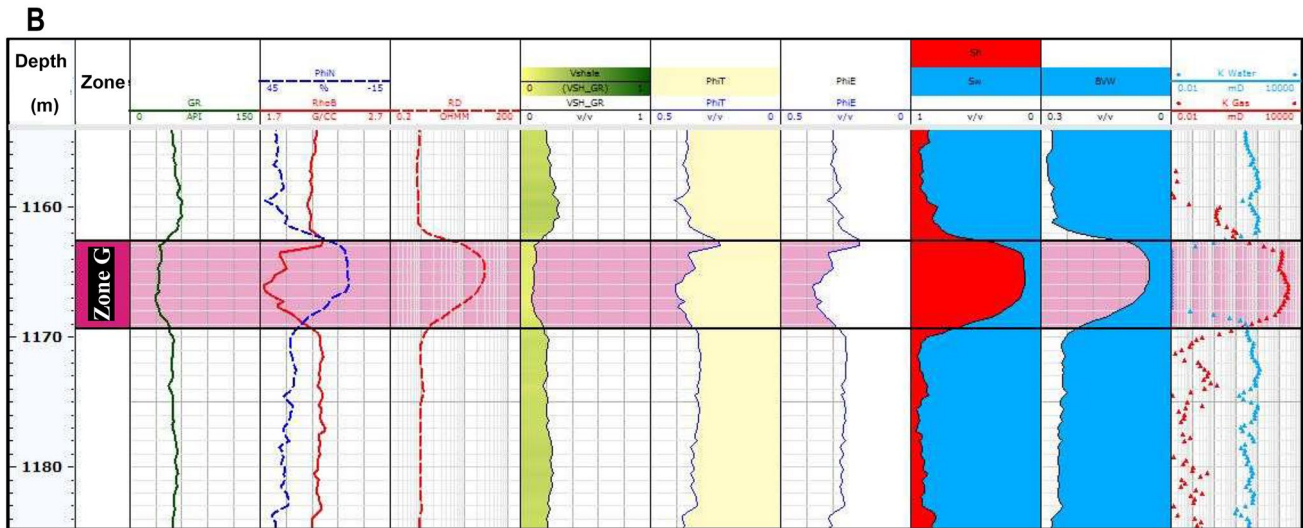 B
Depth
(m)
Zone
GR
0 API 150
PhiN
45 % -15
RhoB
1.7 G/CC 2.7
RD
0.2 OHMM 200
Vshale
0 (VSH_GR) 1
VSH_GR
0 v/v 1
PhiT
PhiT
0.5 v/v 0
PhiE
PhiE
0.5 v/v 0
Sh
Sw
1 v/v 0
BVW
0.3 v/v 0
K Water
0.01 mD 10000
K Gas
0.01 mD 10000
1160
Zone G
1170
1180